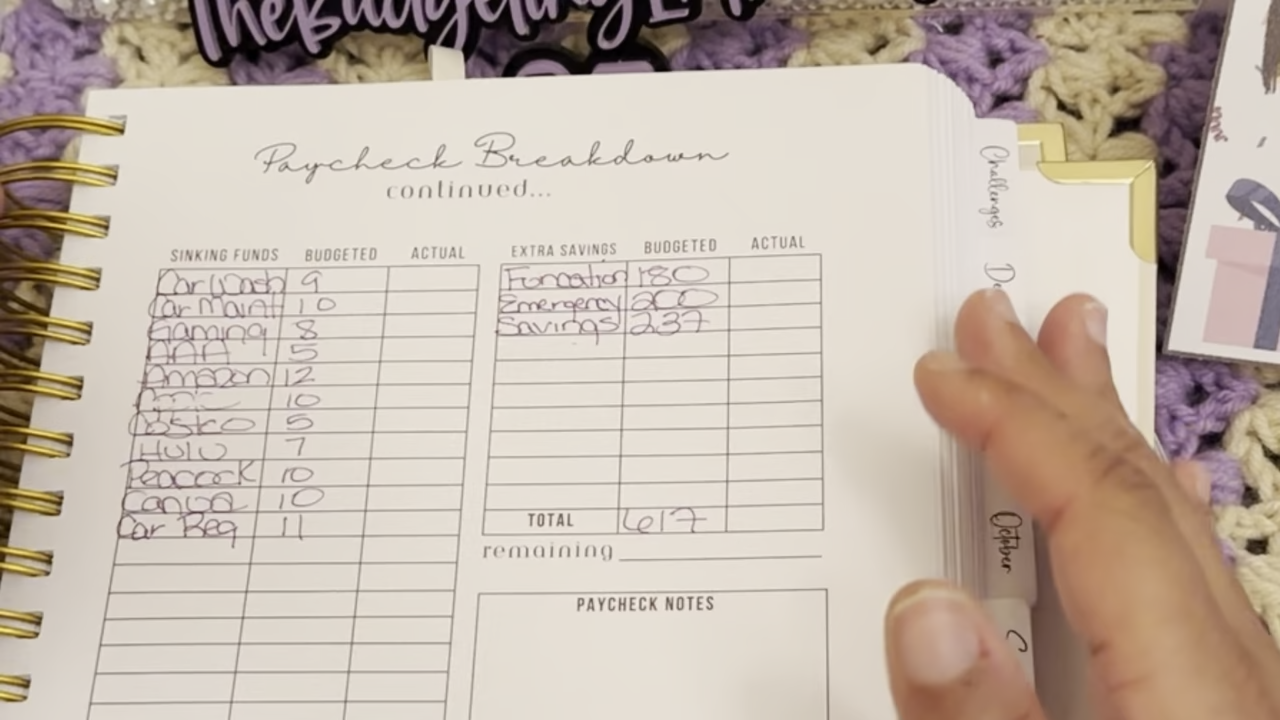 TheBudgeting
Paycheck Breakdown
continued...
SINKING FUNDS BUDGETED ACTUAL
Car Wash 9
Car Maint 10
Gaming 8
AAA 5
Amazon 12
10
Costco 5
Hulu 7
Peacock 10
Canva 10
Car Reg 11
EXTRA SAVINGS BUDGETED ACTUAL
180
Emergency 200
Savings 237
TOTAL 617
remaining
PAYCHECK NOTES
Challenges
October